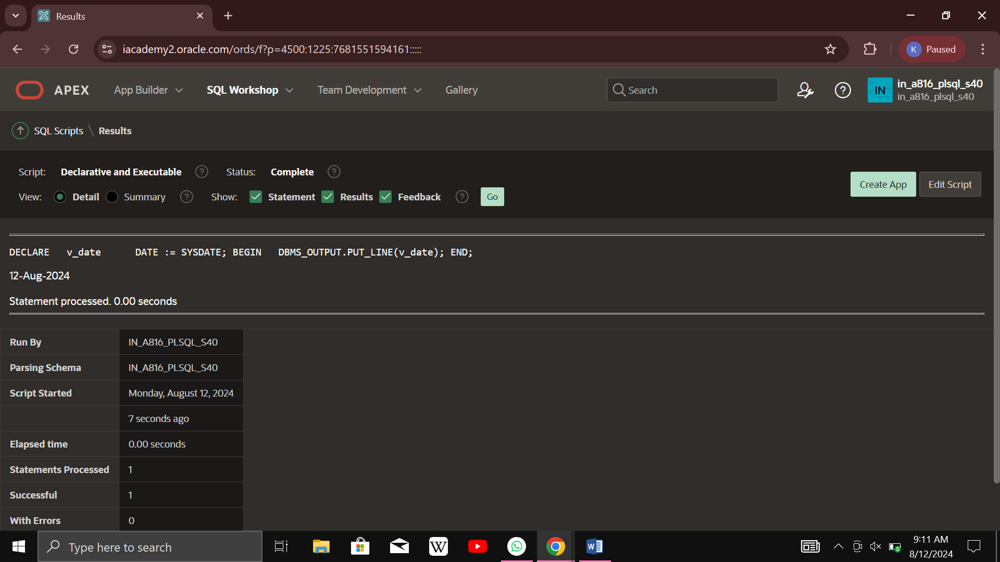 Results
iacademy2.oracle.com/ords/f?p=4500:1225:7681551594161:::::
K Paused
APEX App Builder SQL Workshop Team Development Gallery Search IN in_a816_plsql_s40
in_a816_plsql_s40
SQL Scripts \ Results
Script: Declarative and Executable ? Status: Complete ?
Create App Edit Script
View: Detail Summary ? Show: Statement Results Feedback ? Go
DECLARE v_date DATE := SYSDATE; BEGIN DBMS_OUTPUT.PUT_LINE(v_date); END;
12-Aug-2024
Statement processed. 0.00 seconds
Run By IN_A816_PLSQL_S40
Parsing Schema IN_A816_PLSQL_S40
Script Started Monday, August 12, 2024
7 seconds ago
Elapsed time 0.00 seconds
Statements Processed 1
Successful 1
With Errors 0
Type here to search W W 9:11 AM
8/12/2024